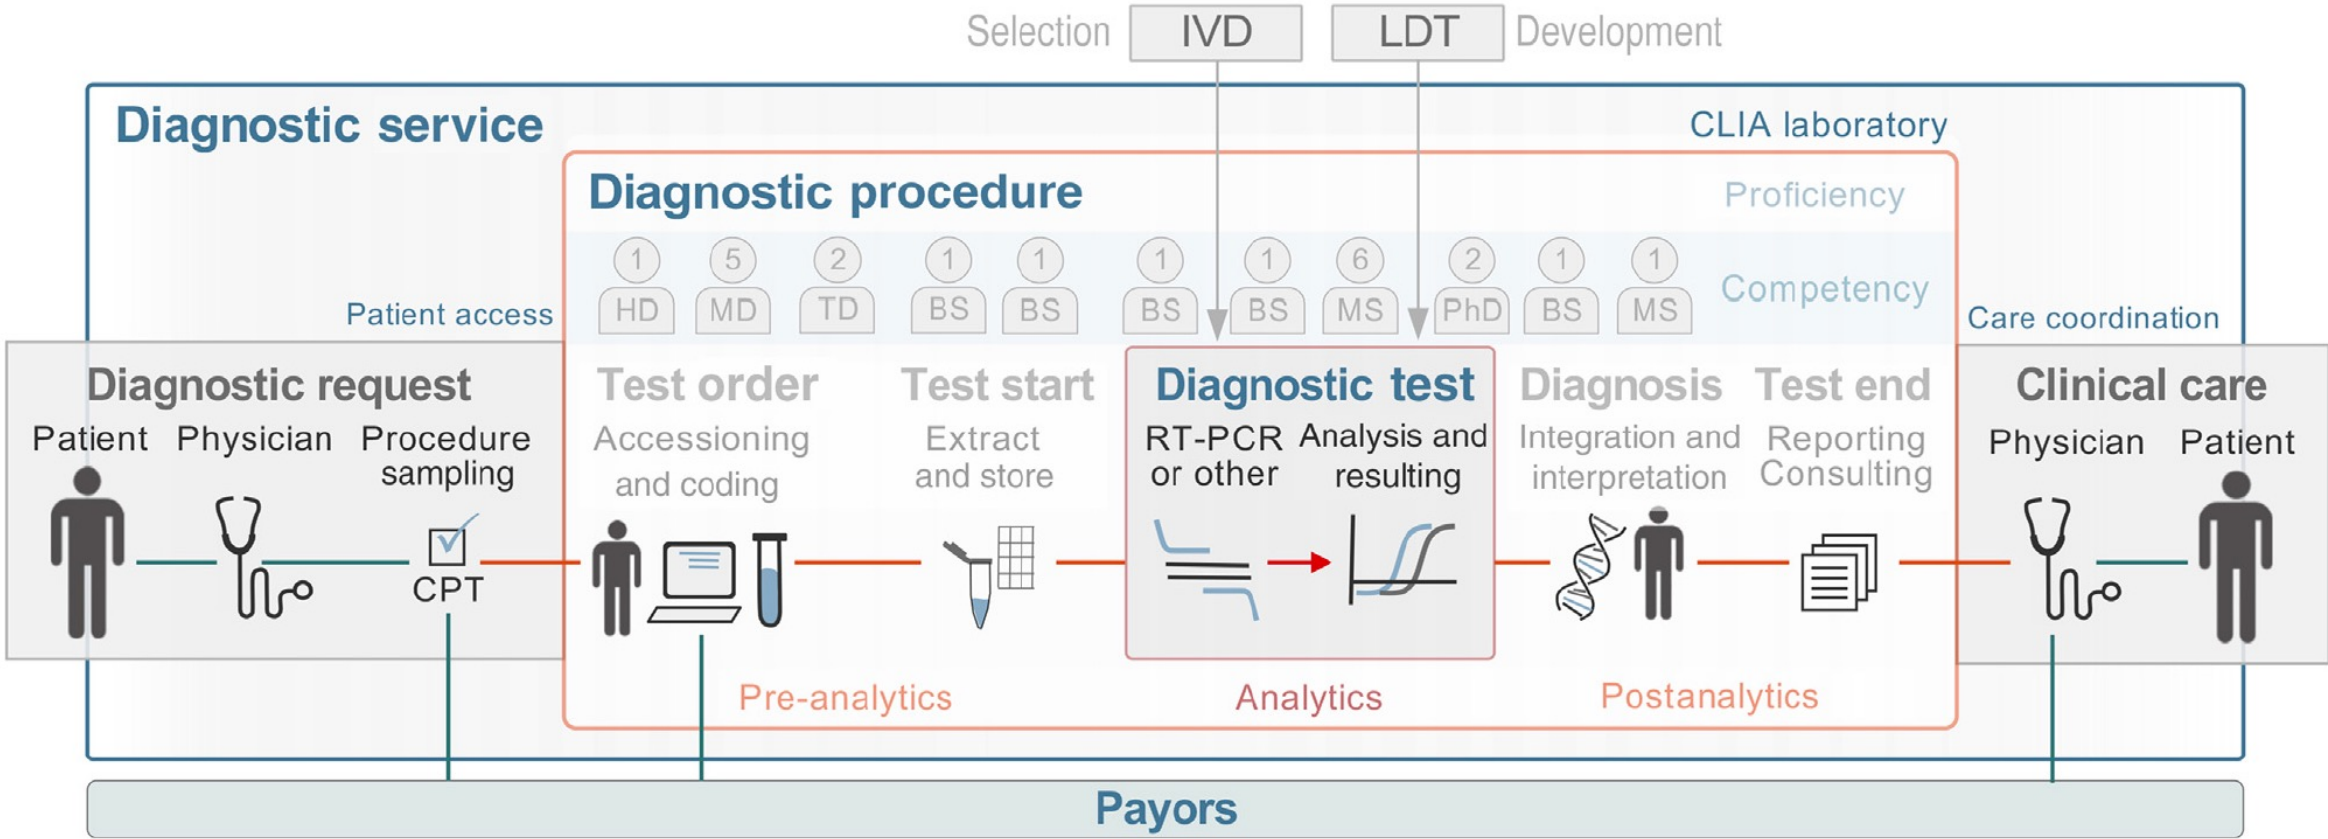 Selection IVD LDT Development
Diagnostic service
CLIA laboratory
Diagnostic procedure
Proficiency
1 5 2 1 1 1 1 6 2 1 1
HD MD TD BS BS BS BS MS PhD BS MS
Competency
Patient access
Care coordination
Diagnostic request
Patient Physician Procedure
sampling
CPT
Test order
Accessioning
and coding
Test start
Extract
and store
Diagnostic test
RT-PCR
or other
Analysis and
resulting
Diagnosis
Integration and
interpretation
Test end
Reporting
Consulting
Clinical care
Physician Patient
Pre-analytics
Analytics
Postanalytics
Payors